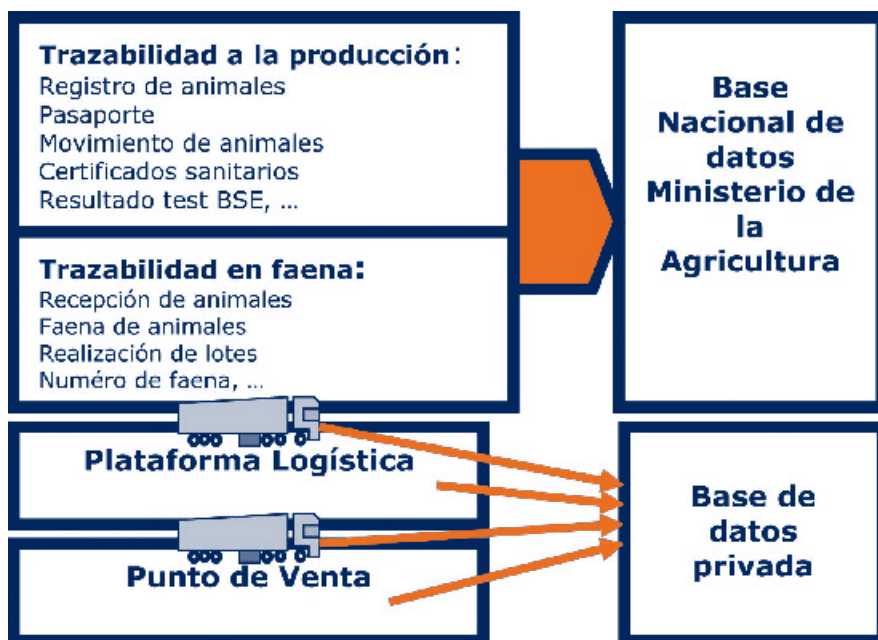 Trazabilidad a la producción:
Registro de animales
Pasaporte
Movimiento de animales
Certificados sanitarios
Resultado test BSE, ...
Trazabilidad en faena:
Recepción de animales
Faena de animales
Realización de lotes
Numéro de faena, ...
Base
Nacional de
datos
Ministerio de
la
Agricultura
Plataforma Logística
Punto de Venta
Base de
datos
privada